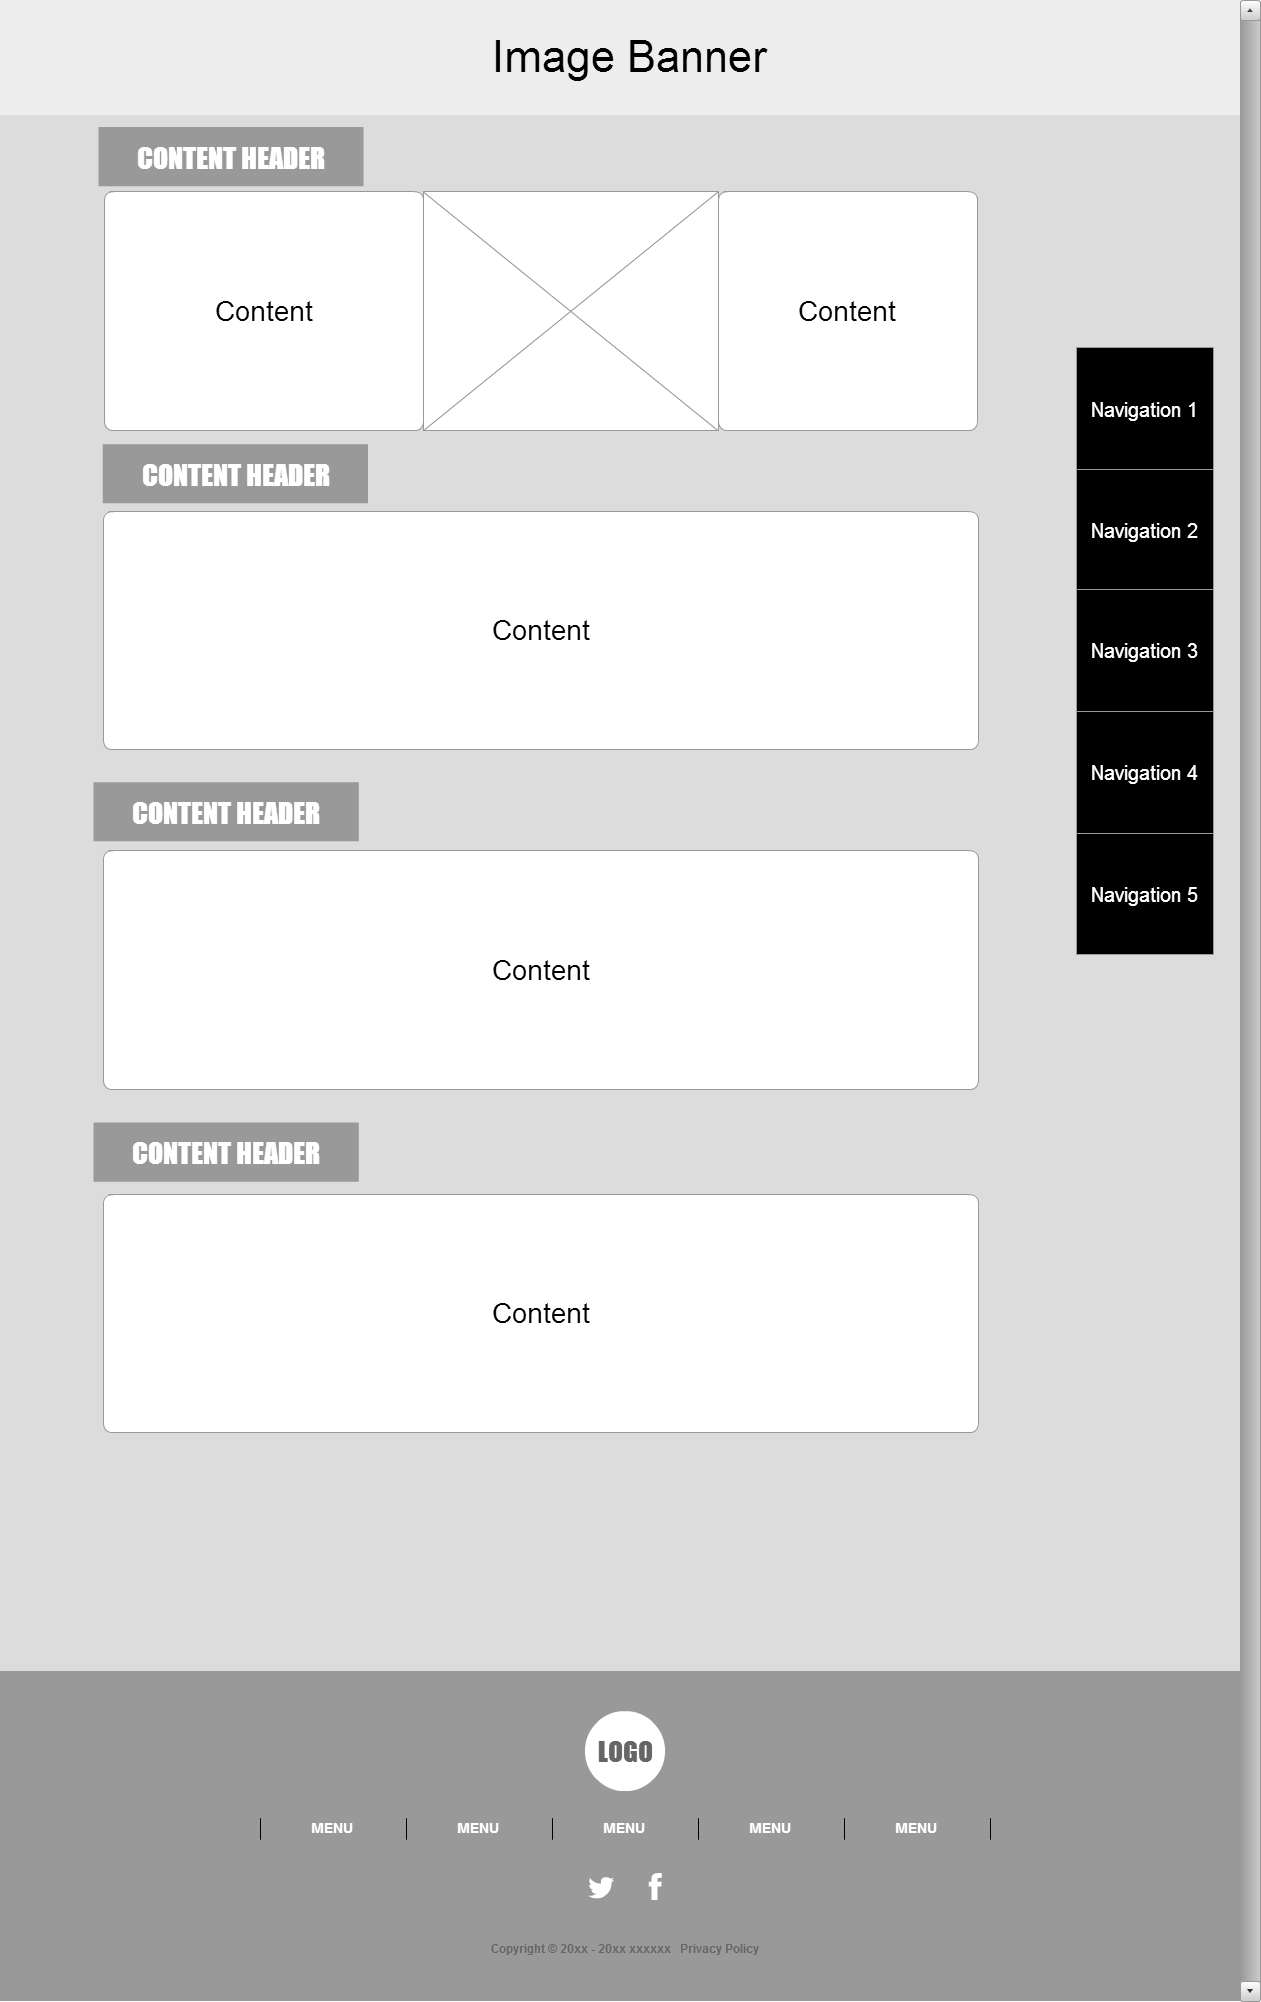 Image Banner
CONTENT HEADER
Content
Content
CONTENT HEADER
Content
CONTENT HEADER
Content
CONTENT HEADER
Content
Navigation 1
Navigation 2
Navigation 3
Navigation 4
Navigation 5
LOGO
MENU MENU MENU MENU MENU
Copyright © 20xx - 20xx xxxxxx Privacy Policy